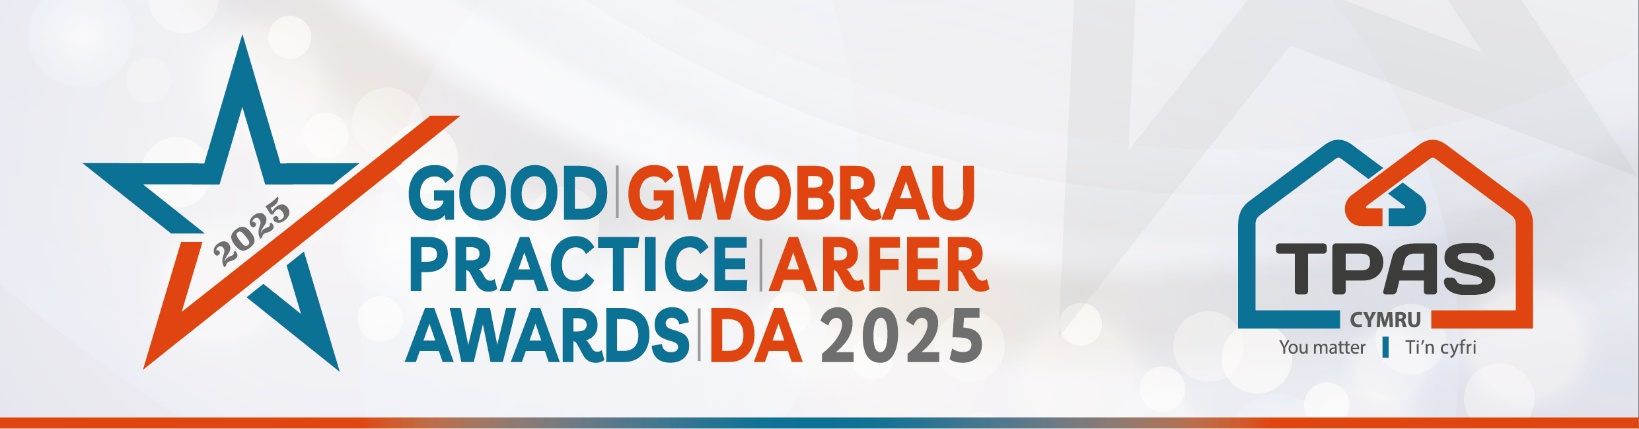 2025
GOOD | GWOBRAU
PRACTICE | ARFER
AWARDS | DA 2025
TPAS
CYMRU
You matter | Ti'n cyfri